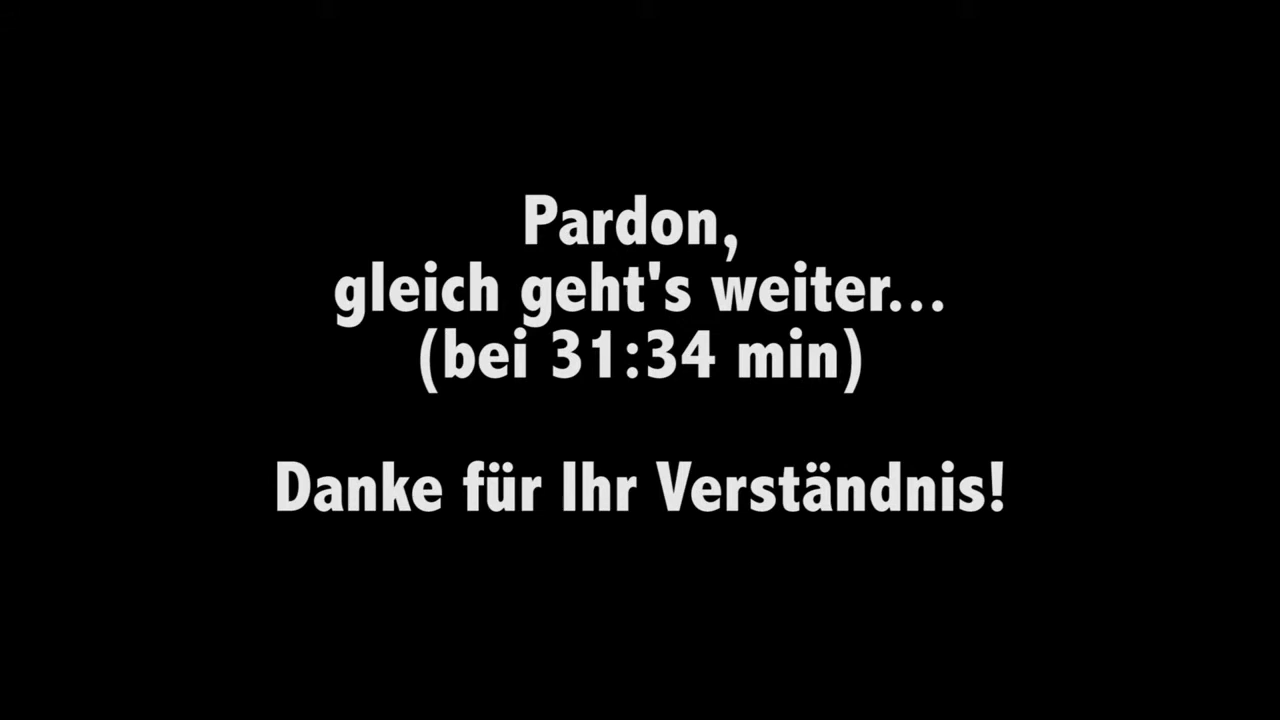 Pardon,
gleich geht's weiter...
(bei 31:34 min)
Danke für Ihr Verständnis!